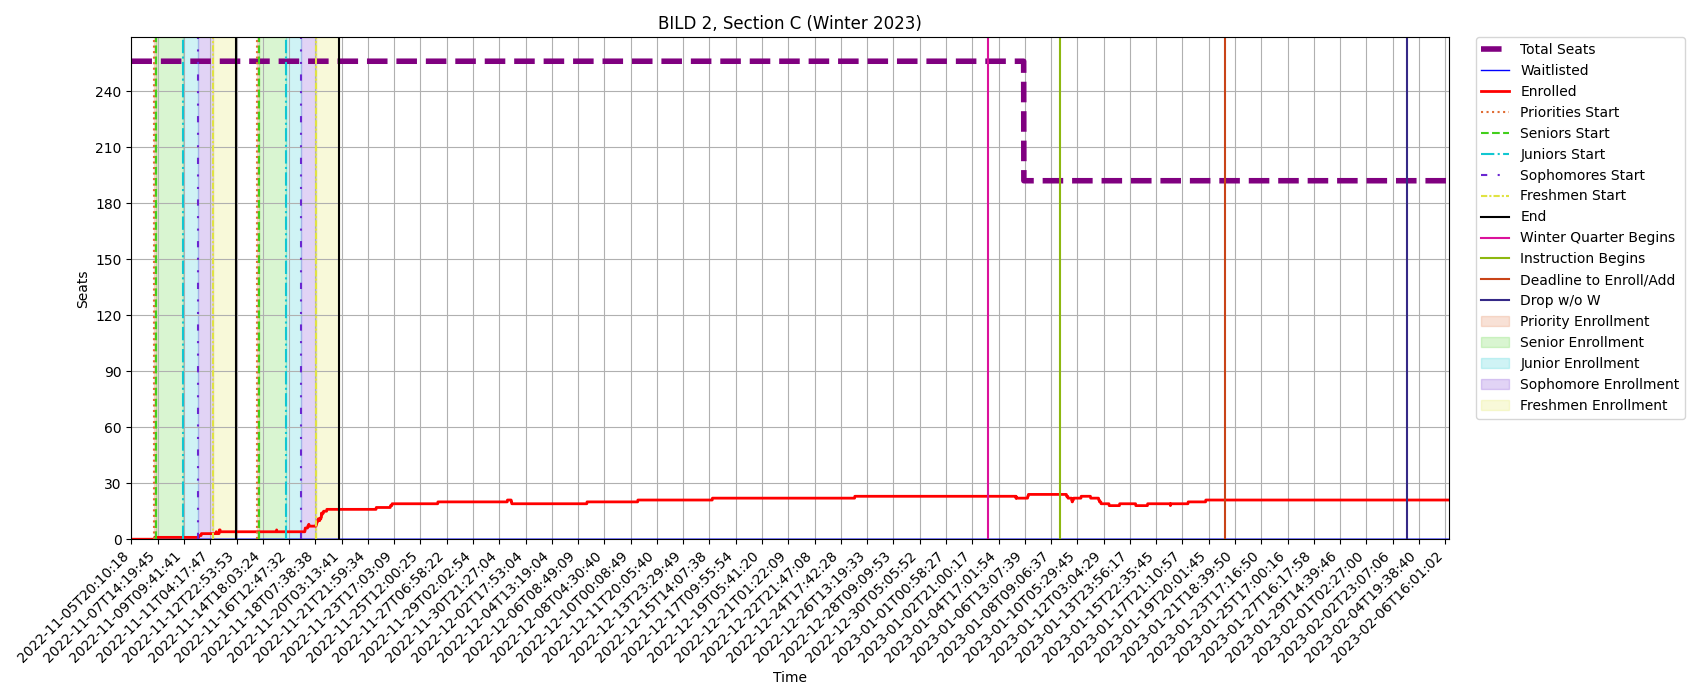 BILD 2, Section C (Winter 2023)
Seats
240
210
180
150
120
90
60
30
0
2022-11-05T20:10:18
2022-11-07T14:19:45
2022-11-09T09:41:41
2022-11-11T04:17:47
2022-11-12T22:53:53
2022-11-14T18:03:24
2022-11-16T12:47:32
2022-11-18T07:38:38
2022-11-20T03:13:41
2022-11-21T21:59:34
2022-11-23T17:03:09
2022-11-25T12:00:25
2022-11-27T06:58:22
2022-11-29T02:02:54
2022-11-30T21:27:04
2022-12-02T17:53:04
2022-12-04T13:19:04
2022-12-06T08:49:09
2022-12-08T04:30:40
2022-12-10T00:08:49
2022-12-11T20:05:40
2022-12-13T23:29:49
2022-12-15T14:07:38
2022-12-17T09:55:54
2022-12-19T05:41:20
2022-12-21T01:22:09
2022-12-22T21:47:08
2022-12-24T17:42:28
2022-12-26T13:19:33
2022-12-28T09:09:53
2022-12-30T05:05:52
2023-01-01T00:58:27
2023-01-02T21:00:17
2023-01-04T17:01:54
2023-01-06T13:07:39
2023-01-08T09:06:37
2023-01-10T05:29:45
2023-01-12T03:04:29
2023-01-13T23:56:17
2023-01-15T22:35:45
2023-01-17T21:10:57
2023-01-19T20:01:45
2023-01-21T18:39:50
2023-01-23T17:16:50
2023-01-25T17:00:16
2023-01-27T16:17:58
2023-01-29T14:39:46
2023-02-01T02:27:00
2023-02-02T23:07:06
2023-02-04T19:38:40
2023-02-06T16:01:02
Time
Total Seats
Waitlisted
Enrolled
Priorities Start
Seniors Start
Juniors Start
Sophomores Start
Freshmen Start
End
Winter Quarter Begins
Instruction Begins
Deadline to Enroll/Add
Drop w/o W
Priority Enrollment
Senior Enrollment
Junior Enrollment
Sophomore Enrollment
Freshmen Enrollment